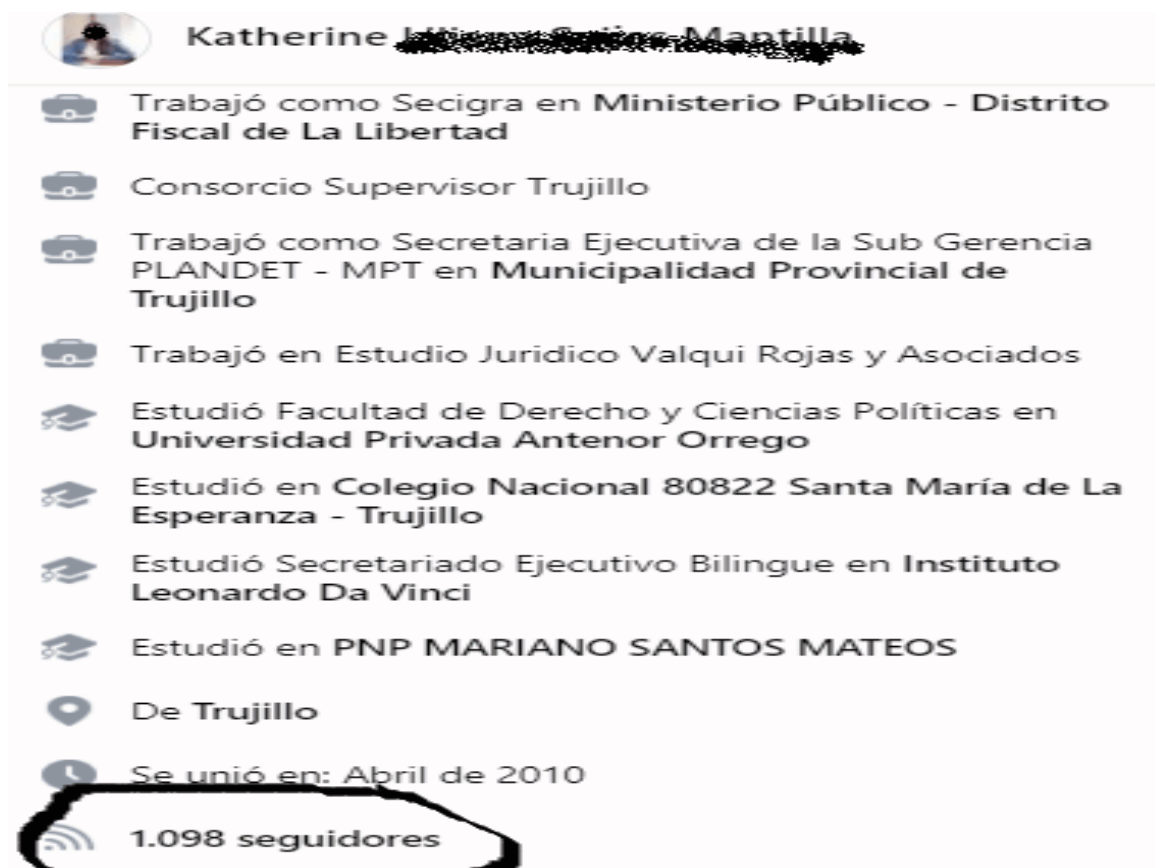 Katherine
Trabajó como Secigra en Ministerio Público - Distrito
Fiscal de La Libertad
Consorcio Supervisor Trujillo
Trabajó como Secretaria Ejecutiva de la Sub Gerencia
PLANDET - MPT en Municipalidad Provincial de
Trujillo
Trabajó en Estudio Juridico Valqui Rojas y Asociados
Estudió Facultad de Derecho y Ciencias Políticas en
Universidad Privada Antenor Orrego
Estudió en Colegio Nacional 80822 Santa María de La
Esperanza - Trujillo
Estudió Secretariado Ejecutivo Bilingue en Instituto
Leonardo Da Vinci
Estudió en PNP MARIANO SANTOS MATEOS
De Trujillo
Se unió en: Abril de 2010
1.098 seguidores